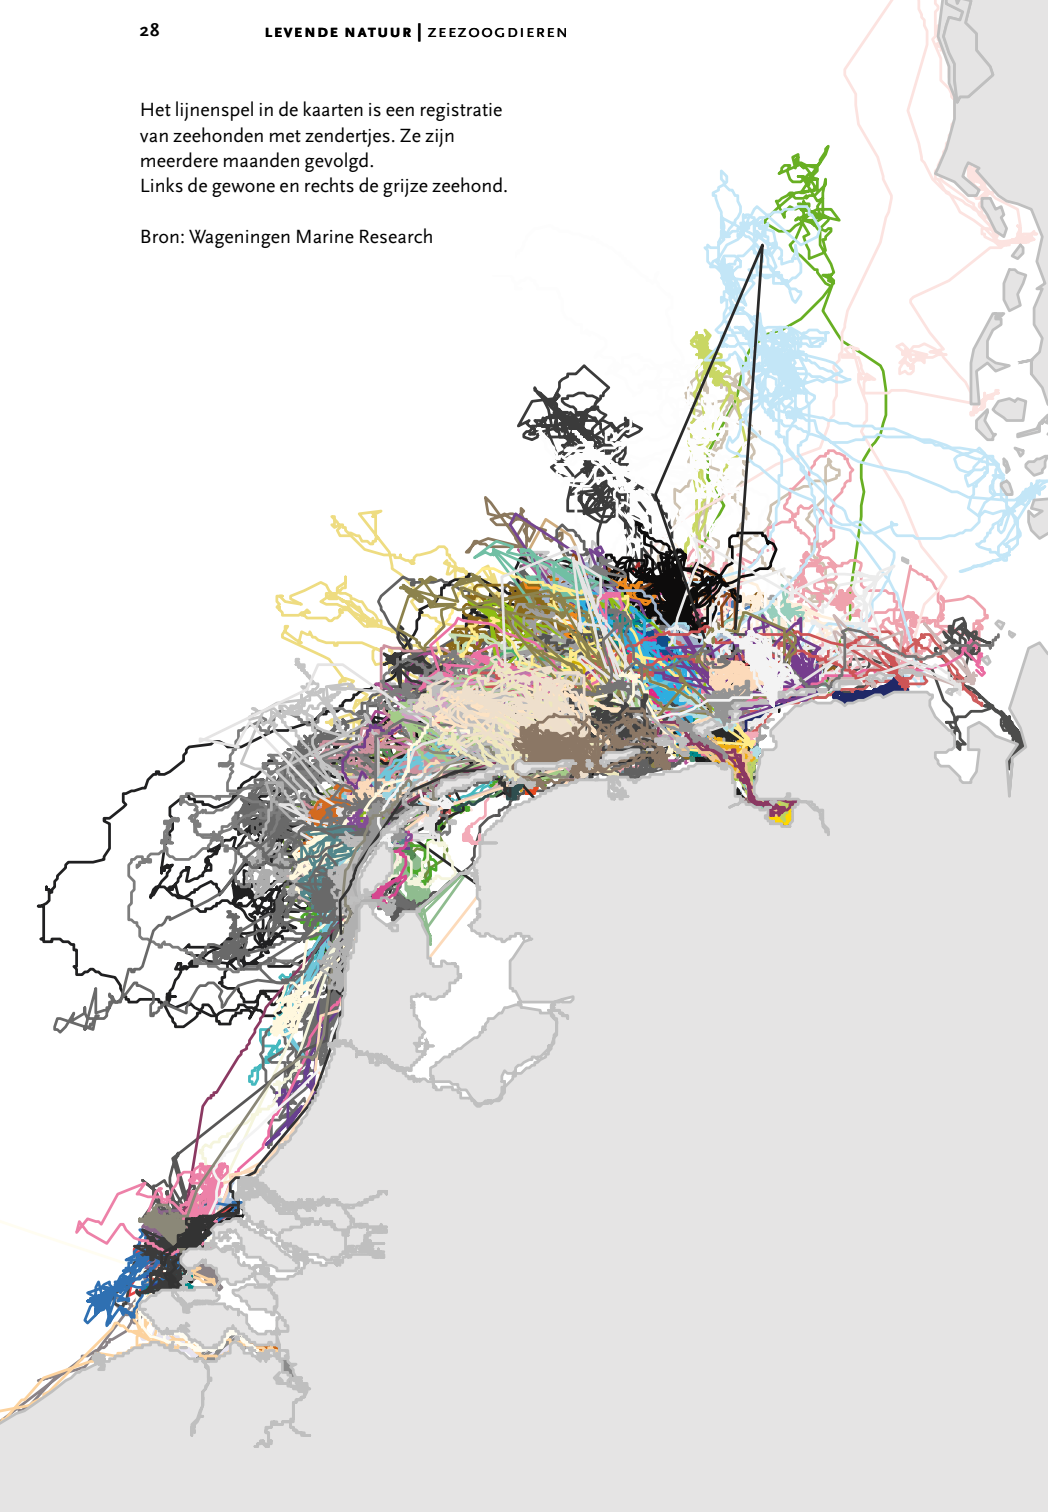 28 LEVENDE NATUUR | ZEEZOOGDIEREN
Het lijnenspel in de kaarten is een registratie
van zeehonden met zendertjes. Ze zijn
meerdere maanden gevolgd.
Links de gewone en rechts de grijze zeehond.
Bron: Wageningen Marine Research